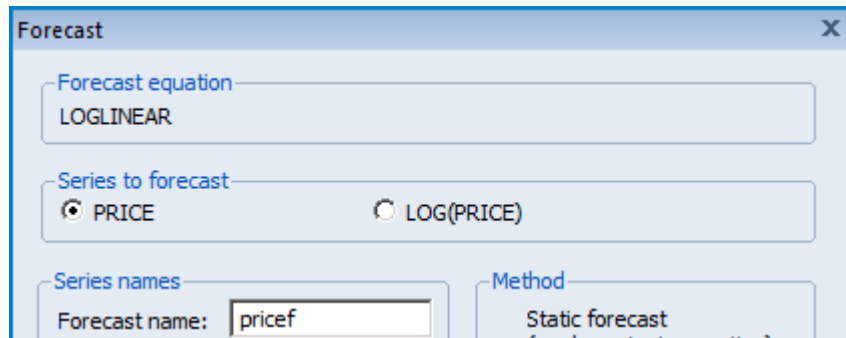 Forecast
Forecast equation
LOGLINEAR
Series to forecast
PRICE LOG(PRICE)
Series names
Forecast name: pricef
Method
Static forecast